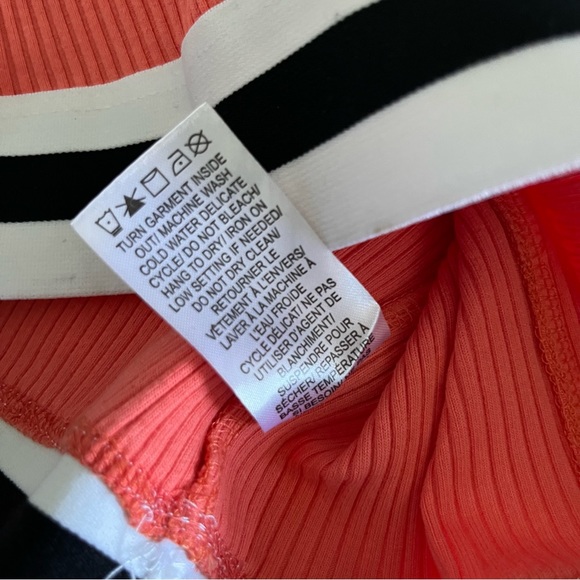 TURN GARMENT INSIDE
OUT/ MACHINE WASH
COLD WATER DELICATE
CYCLE/ DO NOT BLEACH/
HANG TO DRY/ IRON ON
LOW SETTING IF NEEDED/
DO NOT DRY CLEAN/
RETOURNER LE
VÊTEMENT À L'ENVERS/
LAVER À LA MACHINE À
L'EAU FROIDE
CYCLE DÉLICAT/ NE PAS
UTILISER D'AGENT DE
BLANCHIMENT/
SUSPENDRE POUR
SÉCHER/ REPASSER À
BASSE TEMPÉRATURE
SI BESOIN/